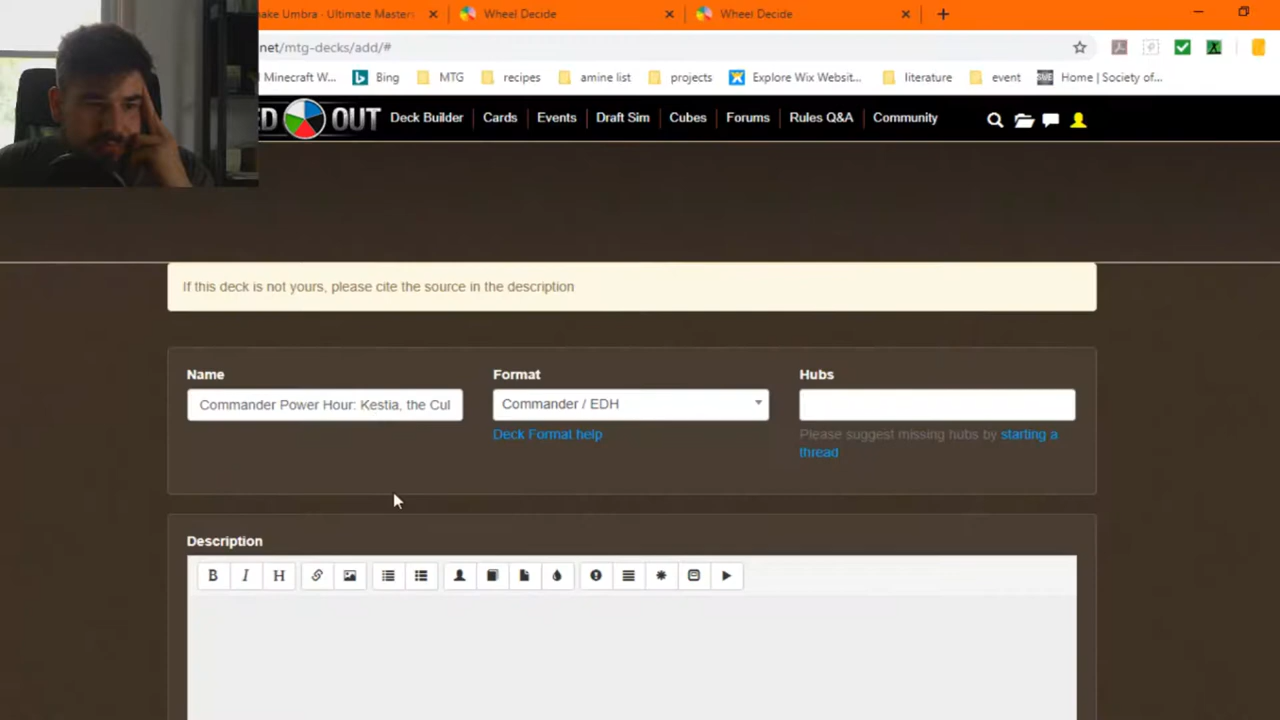 nake Umbra - Ultimate Master
Wheel Decide
Wheel Decide
net/mtg-decks/add/#
Minecraft W...
Bing
MTG
recipes
amine list
projects
Explore Wix Websit...
literature
event
Home | Society of...
ED OUT
Deck Builder
Cards
Events
Draft Sim
Cubes
Forums
Rules Q&A
Community
If this deck is not yours, please cite the source in the description
Name
Format
Hubs
Commander Power Hour: Kestia, the Cul
Commander / EDH
Deck Format help
Please suggest missing hubs by starting a
thread
Description
B I H